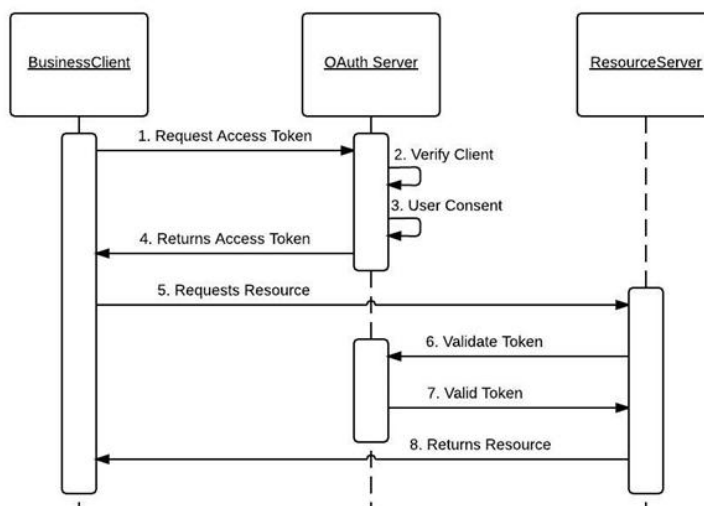 BusinessClient
OAuth Server
ResourceServer
1. Request Access Token
2. Verify Client
3. User Consent
4. Returns Access Token
5. Requests Resource
6. Validate Token
7. Valid Token
8. Returns Resource